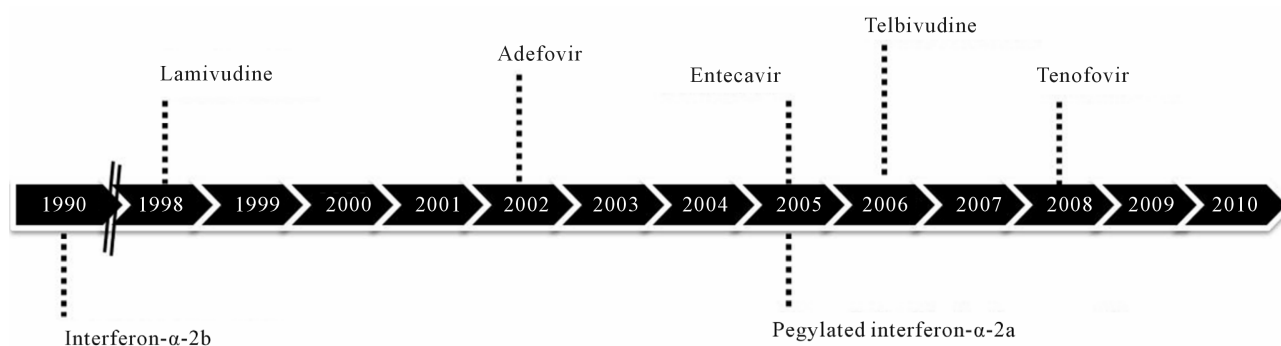 Telbivudine
Adefovir
Lamivudine
Entecavir
Tenofovir
1990 1998 1999 2000 2001 2002 2003 2004 2005 2006 2007 2008 2009 2010
Interferon-α-2b
Pegylated interferon-α-2a